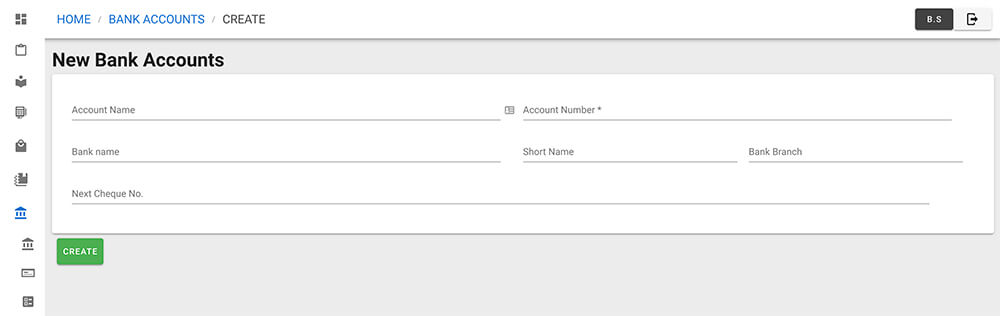 HOME / BANK ACCOUNTS / CREATE B.S
New Bank Accounts
Account Name Account Number *
Bank name Short Name Bank Branch
Next Cheque No.
CREATE